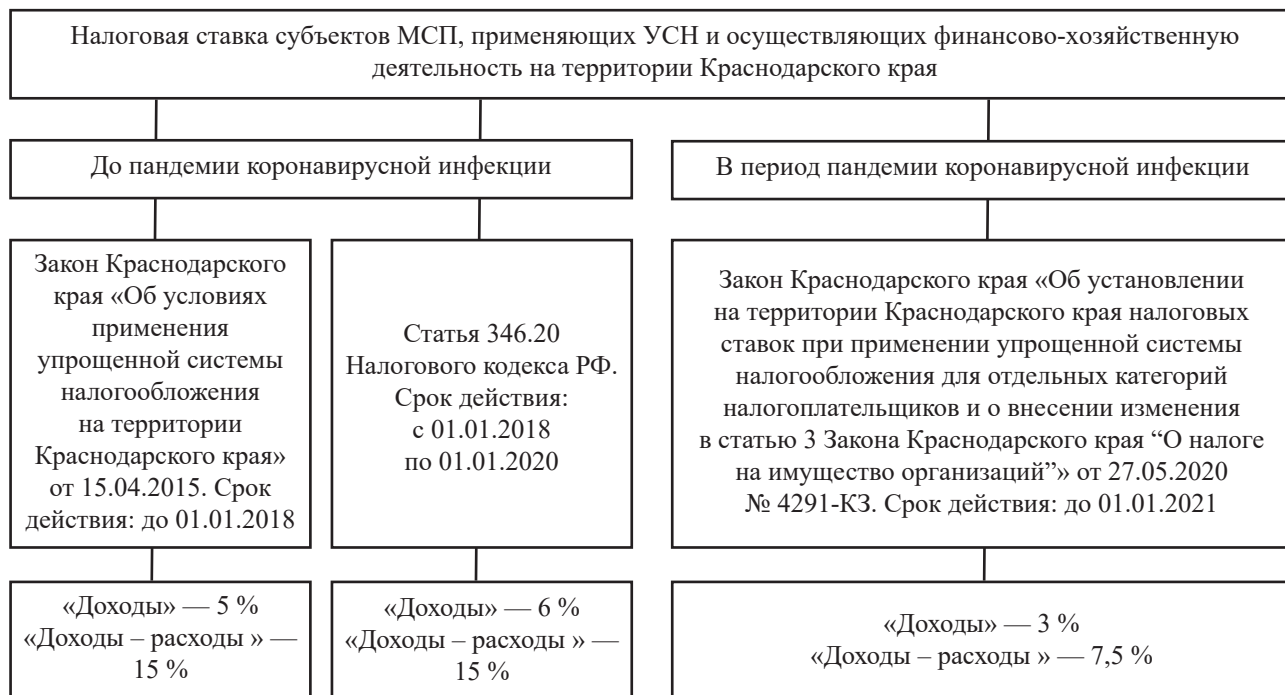 Налоговая ставка субъектов МСП, применяющих УСН и осуществляющих финансово-хозяйственную
деятельность на территории Краснодарского края
До пандемии коронавирусной инфекции
В период пандемии коронавирусной инфекции
Закон Краснодарского
края «Об условиях
применения
упрощенной системы
налогообложения
на территории
Краснодарского края»
от 15.04.2015. Срок
действия: до 01.01.2018
Статья 346.20
Налогового кодекса РФ.
Срок действия:
с 01.01.2018
по 01.01.2020
Закон Краснодарского края «Об установлении
на территории Краснодарского края налоговых
ставок при применении упрощенной системы
налогообложения для отдельных категорий
налогоплательщиков и о внесении изменения
в статью 3 Закона Краснодарского края “О налоге
на имущество организаций”» от 27.05.2020
№ 4291-КЗ. Срок действия: до 01.01.2021
«Доходы» — 5 %
«Доходы – расходы » —
15 %
«Доходы» — 6 %
«Доходы – расходы » —
15 %
«Доходы» — 3 %
«Доходы – расходы » — 7,5 %